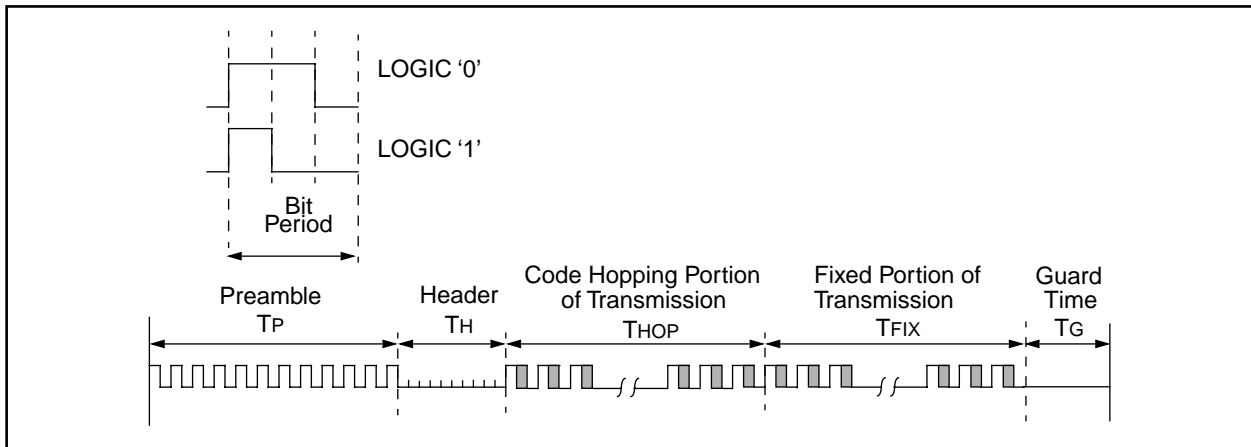 LOGIC ‘0’
LOGIC ‘1’
Bit
Period
Preamble
TP
Header
TH
Code Hopping Portion
of Transmission
THOP
Fixed Portion of
Transmission
TFIX
Guard
Time
TG